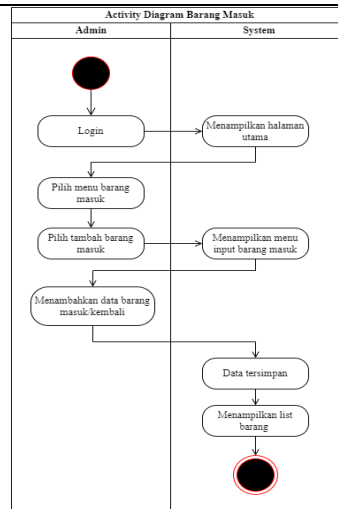 Activity Diagram Barang Masuk
Admin
System
Login
Menampilkan halaman
utama
Pilih menu barang
masuk
Pilih tambah barang
masuk
Menampilkan menu
input barang masuk
Menambahkan data barang
masuk/kembali
Data tersimpan
Menampilkan list
barang